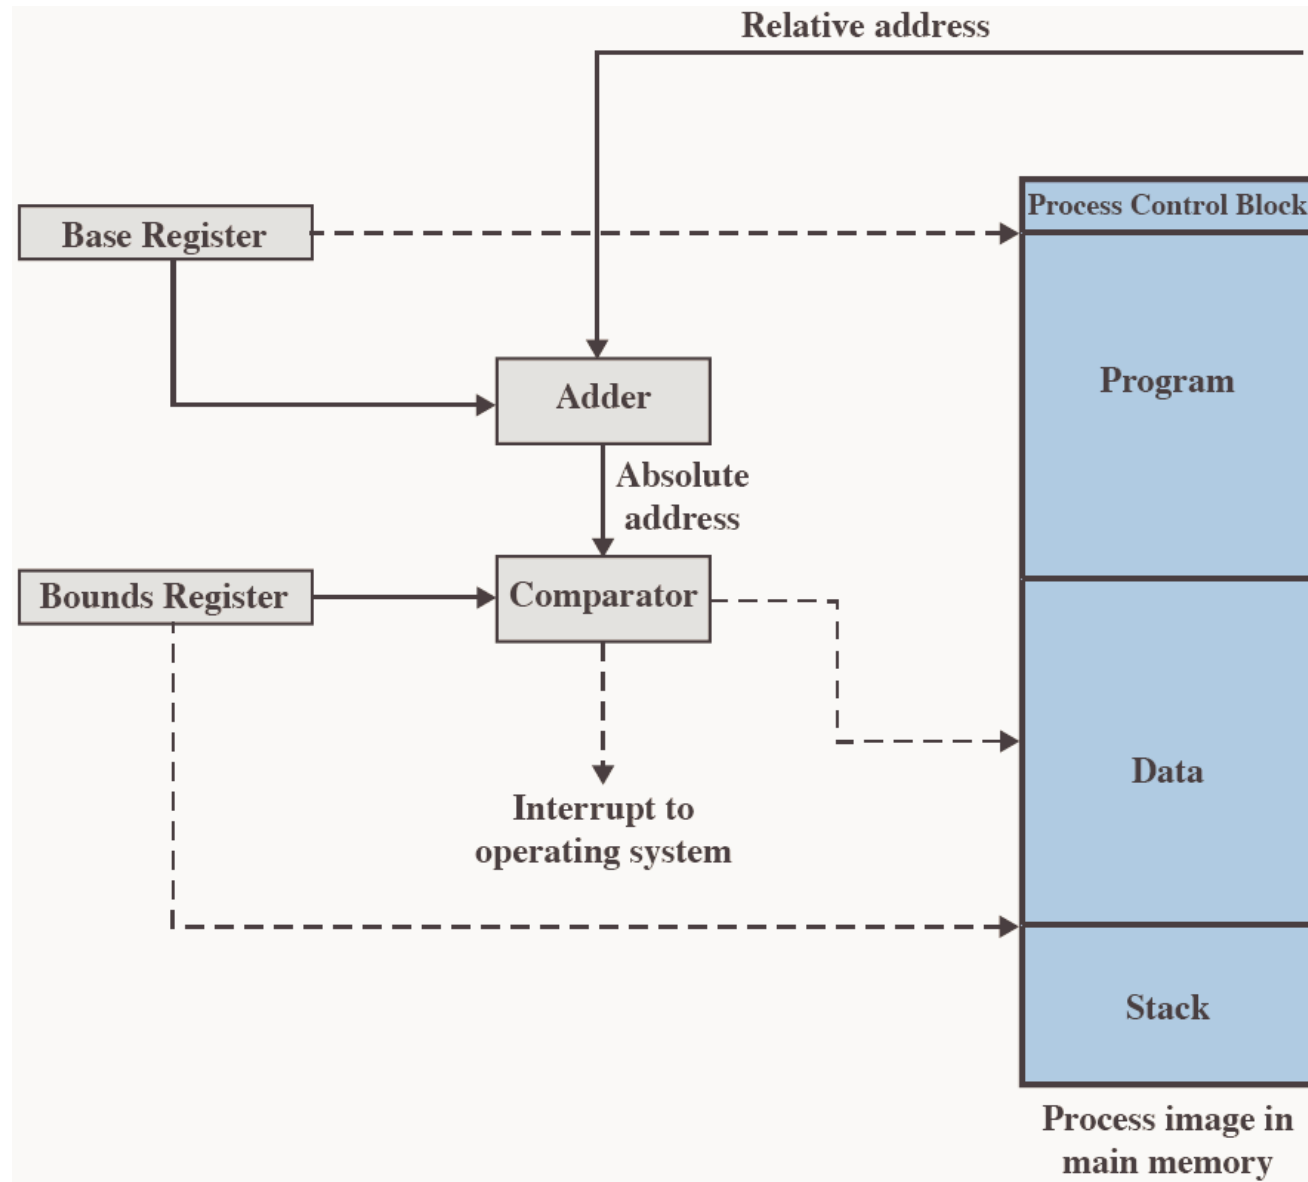 Relative address
Process Control Block
Base Register
Program
Adder
Absolute
address
Bounds Register
Comparator
Data
Interrupt to
operating system
Stack
Process image in
main memory